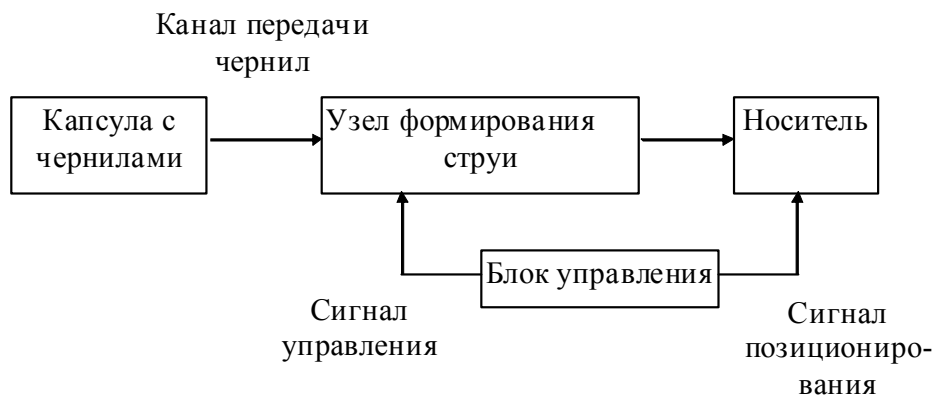 Канал передачи
чернил
Капсула с
чернилами
Узел формирования
струи
Носитель
Блок управления
Сигнал
управления
Сигнал
позициониро-
вания